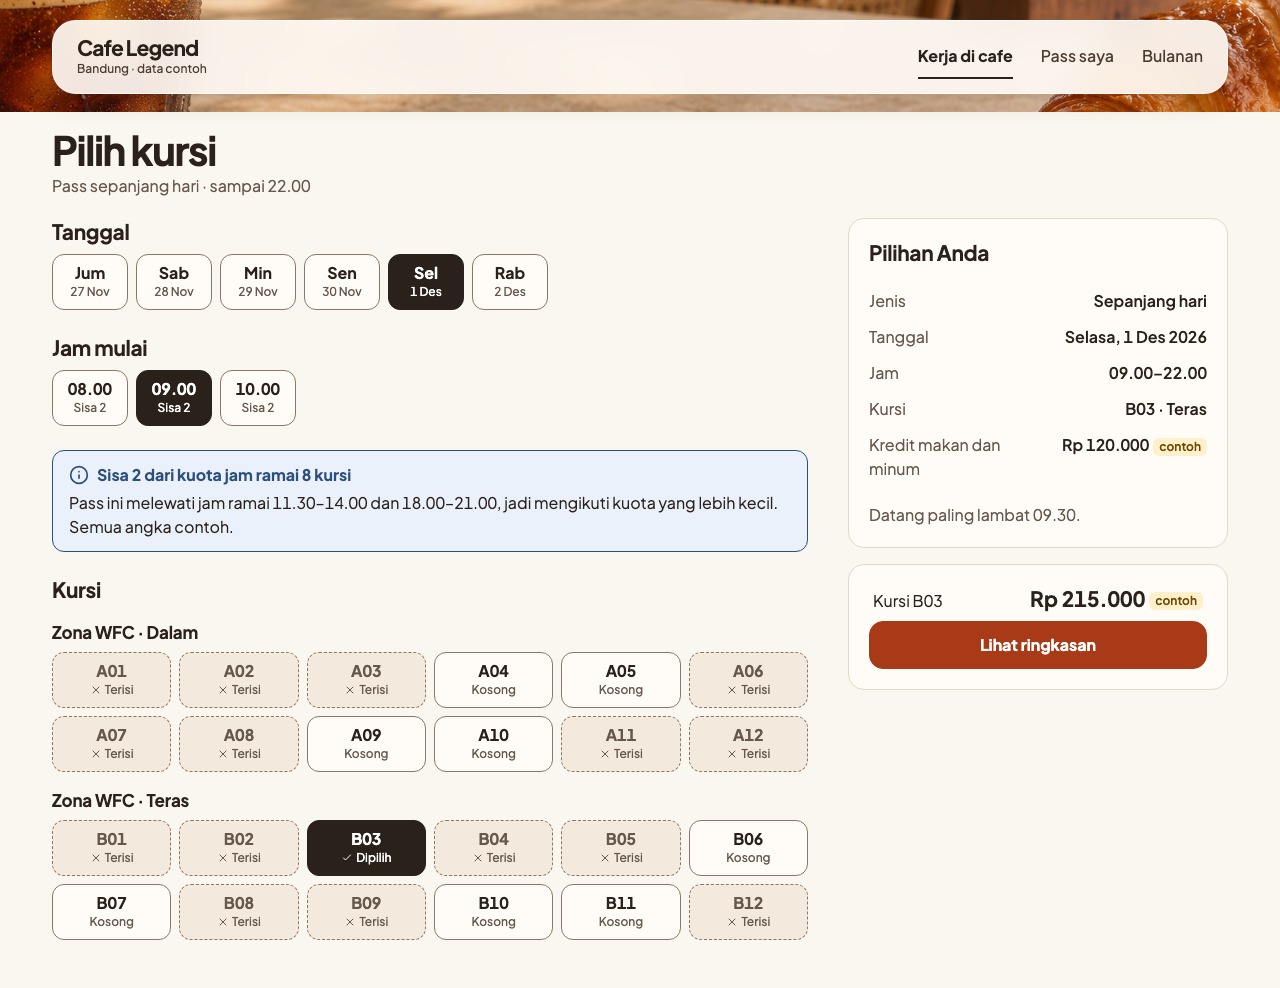 Cafe Legend
Bandung · data contoh
Kerja di cafe
Pass saya
Bulanan
Pilih kursi
Pass sepanjang hari · sampai 22.00
Tanggal
Jum
27 Nov
Sab
28 Nov
Min
29 Nov
Sen
30 Nov
Sel
1 Des
Rab
2 Des
Jam mulai
08.00
Sisa 2
09.00
Sisa 2
10.00
Sisa 2
Sisa 2 dari kuota jam ramai 8 kursi
Pass ini melewati jam ramai 11.30–14.00 dan 18.00–21.00, jadi mengikuti kuota yang lebih kecil.
Semua angka contoh.
Kursi
Zona WFC · Dalam
A01
Terisi
A02
Terisi
A03
Terisi
A04
Kosong
A05
Kosong
A06
Terisi
A07
Terisi
A08
Terisi
A09
Kosong
A10
Kosong
A11
Terisi
A12
Terisi
Zona WFC · Teras
B01
Terisi
B02
Terisi
B03
Dipilih
B04
Terisi
B05
Terisi
B06
Kosong
B07
Kosong
B08
Terisi
B09
Terisi
B10
Kosong
B11
Kosong
B12
Terisi
Pilihan Anda
Jenis Sepanjang hari
Tanggal Selasa, 1 Des 2026
Jam 09.00–22.00
Kursi B03 · Teras
Kredit makan dan Rp 120.000 contoh
minum
Datang paling lambat 09.30.
Kursi B03 Rp 215.000 contoh
Lihat ringkasan